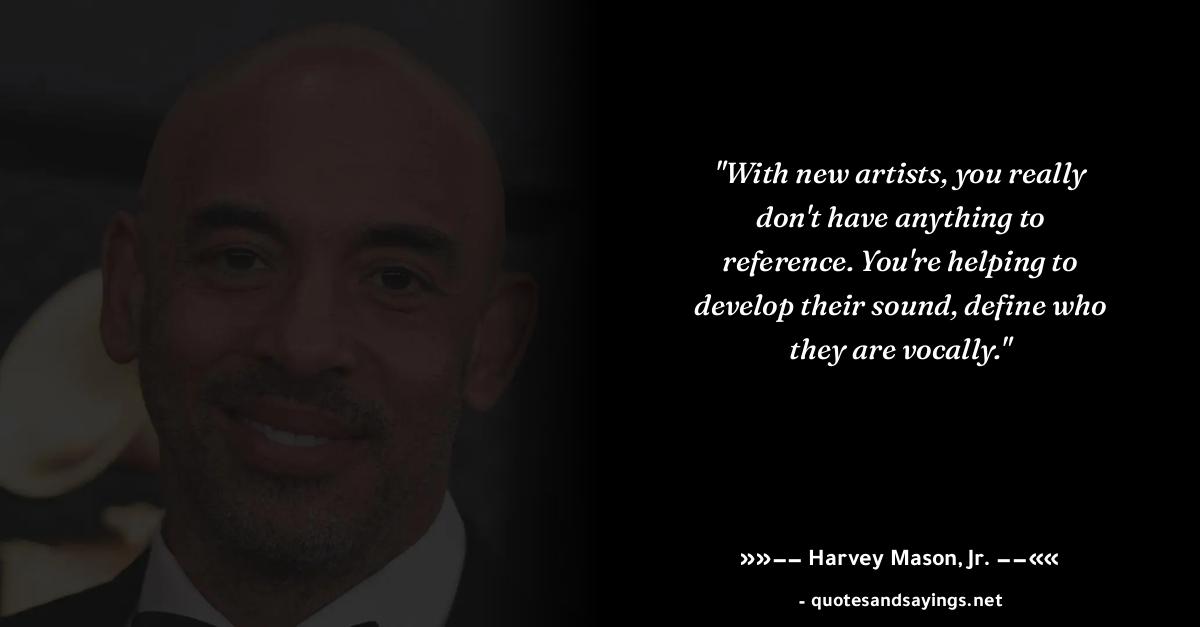 "With new artists, you really
don't have anything to
reference. You're helping to
develop their sound, define who
they are vocally."
»»—— Harvey Mason, Jr. ——««
- quotesandsayings.net